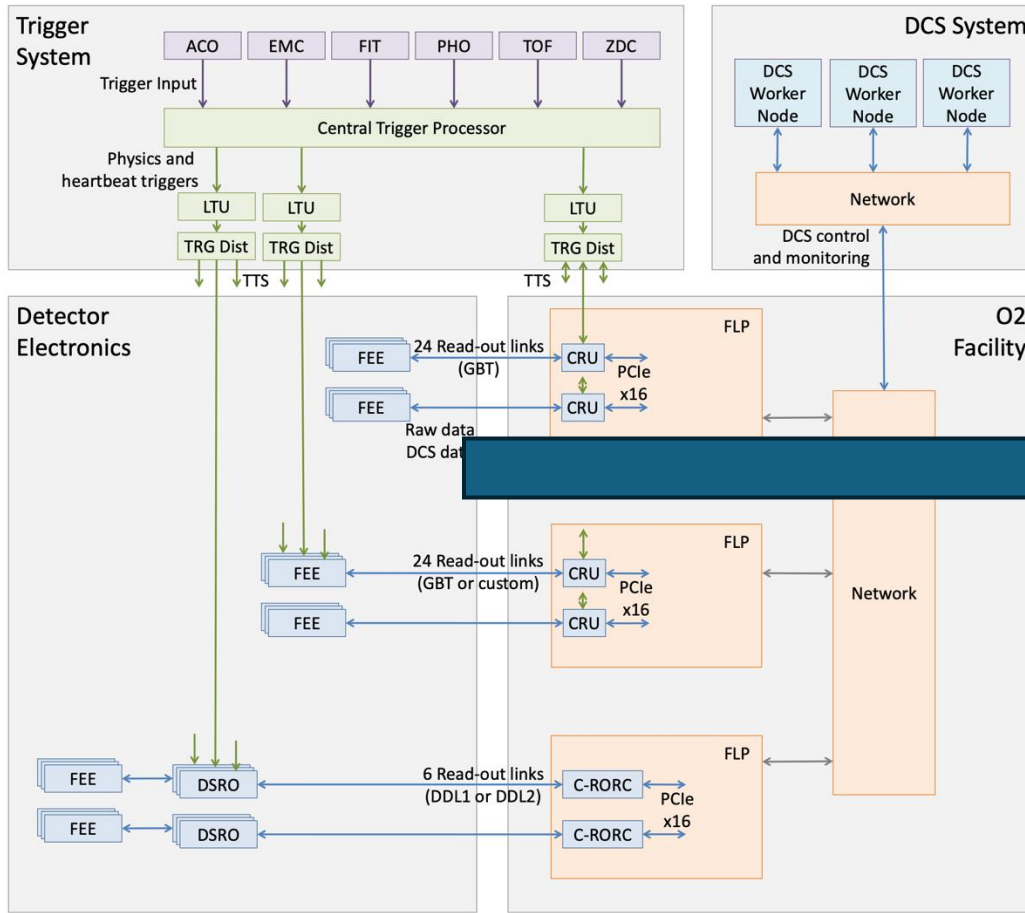 Trigger
System
ACO
EMC
FIT
PHO
TOF
ZDC
Trigger Input
Central Trigger Processor
Physics and
heartbeat triggers
LTU
LTU
LTU
TRG Dist
TRG Dist
TRG Dist
TTS
TTS
DCS System
DCS
Worker
Node
DCS
Worker
Node
DCS
Worker
Node
Network
DCS control
and monitoring
Detector
Electronics
O2
Facility
FLP
FEE
24 Read-out links
(GBT)
CRU
PCIe
x16
FEE
CRU
Raw data
DCS
FLP
FEE
24 Read-out links
(GBT or custom)
CRU
PCIe
x16
FEE
CRU
Network
FLP
FEE
DSRO
6 Read-out links
(DDL1 or DDL2)
C-RORC
PCIe
x16
FEE
DSRO
C-RORC